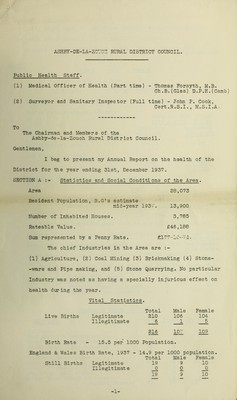 ASHBY-DE-LA-ZOUCH RURAL DISTRICT COUNCIL.
Public Health Staff.
(1) Medical Officer of Health (Part time) - Thomas Forsyth, M.B. Ch.B.(Glas) D.P.H.(Camb)
(2) Surveyor and Sanitary Inspector (Full time) - John P. Cook, Cert.R.S.I., M.S.I.A.
To
The Chairman and Members of the
Ashby-de-la-Zouch Rural District Council.
Gentlemen,
I beg to present my Annual Report on the health of the
District for the year ending 31st, December 1937.
SECTION A :- Statistics and Social Conditions of the Area.
Area
Resident Population, R.G's estimate
mid-year 1937. 13,900
Number of Inhabited Houses. 3,765
Rateable Value. £46,186
Sum represented by a Penny Rate.
The chief Industries in the Area are :-
(1) Agriculture, (2) Coal Mining (3) Brickmaking (4) Stone-
-ware and Pipe making, and (5) Stone Quarrying. No particular
Industry was noted as having a specially injurious effect on
health during the year.
Vital Statistics.
Total Male Female
Live Births Legitimate 210 106 104
Illegitimate 6 1 5
216 107 109
Birth Rate - 15.5 per 1000 Population.
England & Wales Birth Rate, 1937 - 14.9 per 1000 population.
Total Male Female
Still Births Legitimate 19 9 10
Illegitimate 0 0 0
19 9 10
-1-